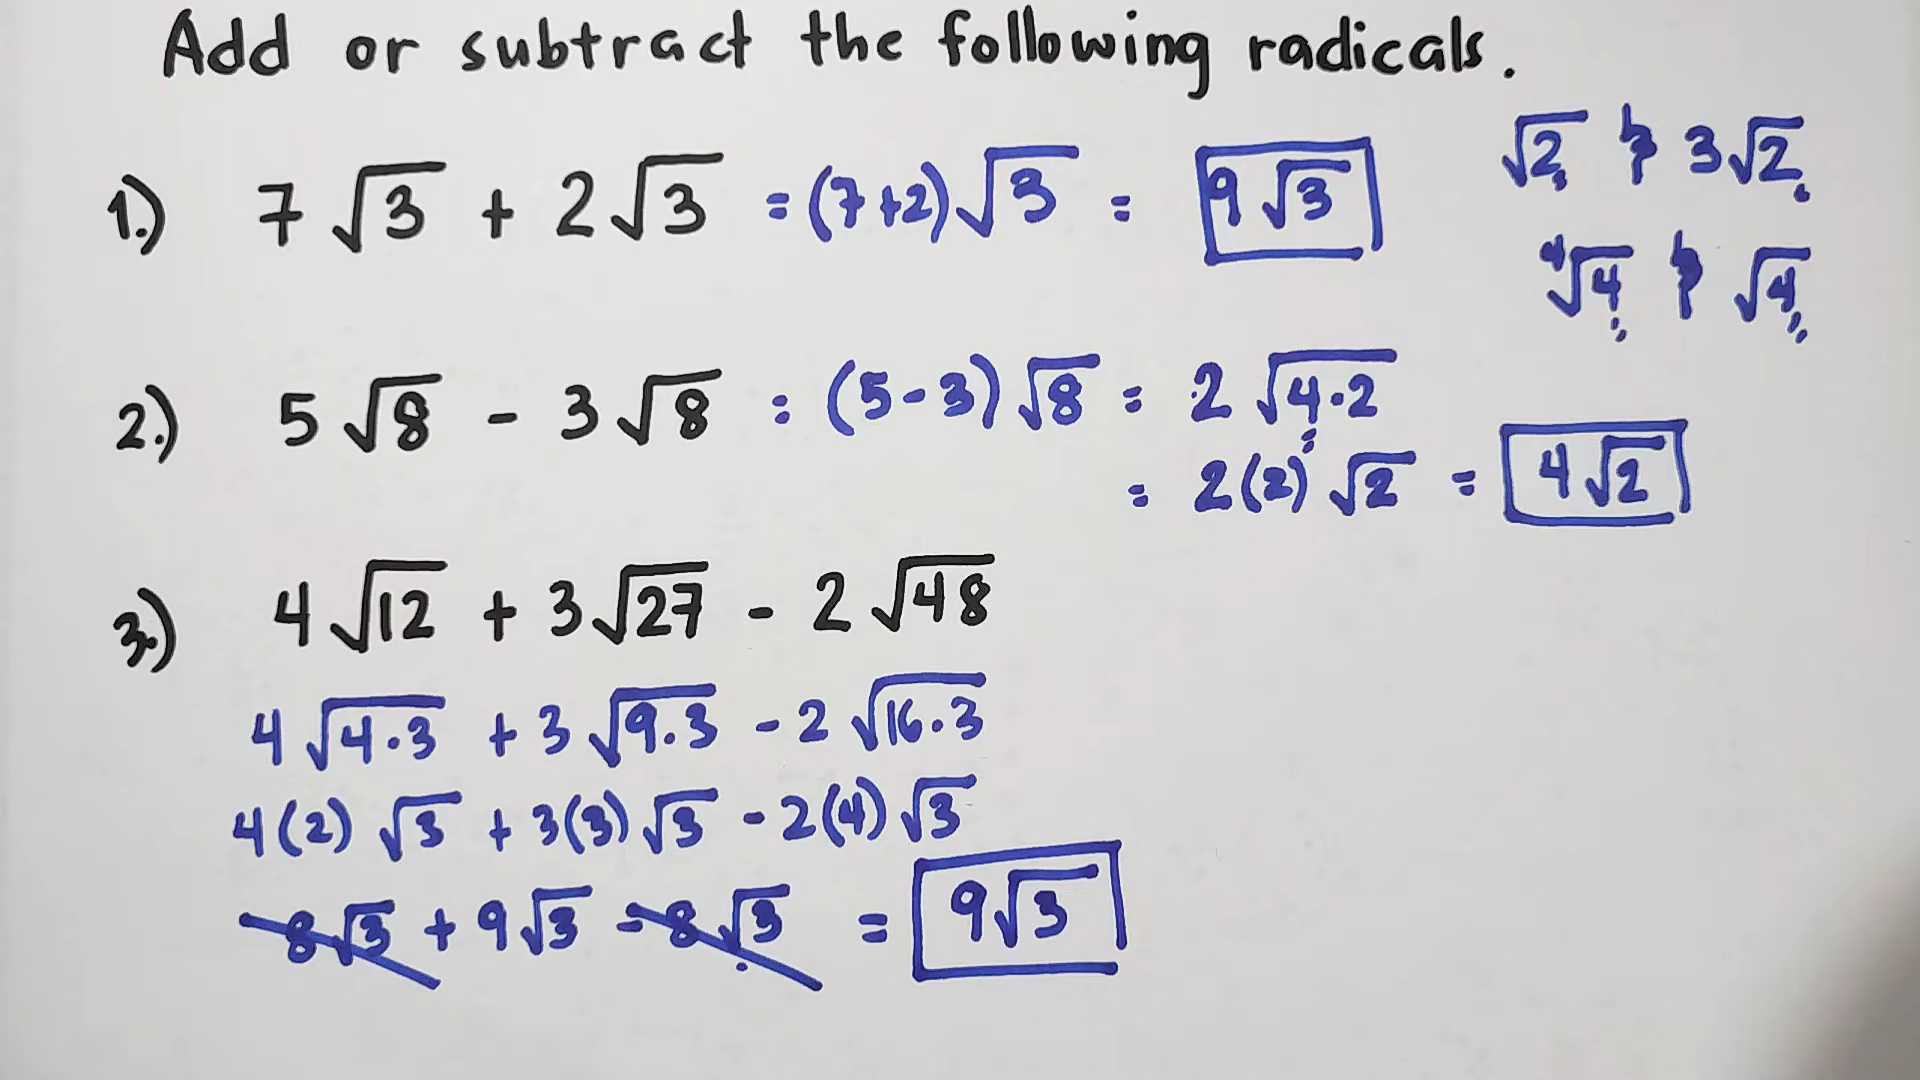 Add or subtract the following radicals.
√2 & 3√2
1.) 7√3 + 2√3 = (7+2)√3 = 9√3
⁴√4 & √4
2.) 5√8 - 3√8 = (5-3)√8 = 2√4·2
= 2(2)√2 = 4√2
3.) 4√12 + 3√27 - 2√48
4√4·3 + 3√9·3 - 2√16·3
4(2)√3 + 3(3)√3 - 2(4)√3
8√3 + 9√3 - 8√3 = 9√3